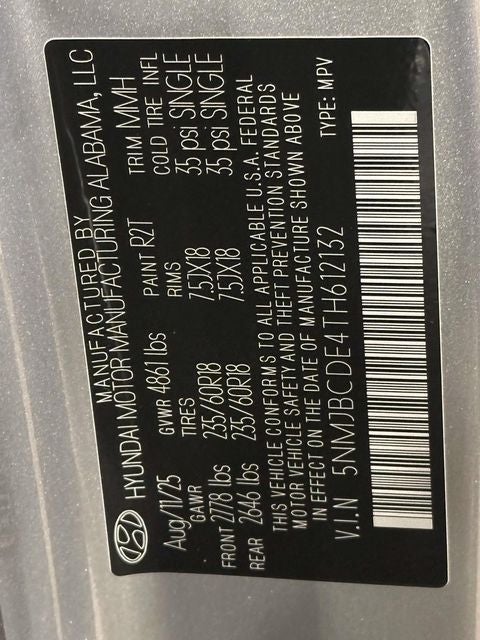 MANUFACTURED BY
HYUNDAI MOTOR MANUFACTURING ALABAMA, LLC
Aug/11/25 GVWR 4861 lbs PAINT R2T TRIM MMH
GAWR TIRES RIMS COLD TIRE INFL
FRONT 2778 lbs 235/60R18 7.5JX18 35 psi SINGLE
REAR 2646 lbs 235/60R18 7.5JX18 35 psi SINGLE
THIS VEHICLE CONFORMS TO ALL APPLICABLE U.S.A. FEDERAL
MOTOR VEHICLE SAFETY AND THEFT PREVENTION STANDARDS
IN EFFECT ON THE DATE OF MANUFACTURE SHOWN ABOVE
V.I.N 5NMJBCDE4TH612132 TYPE: MPV